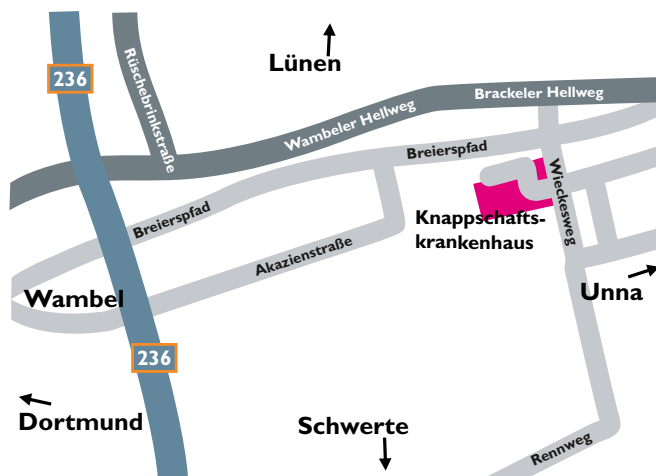 Lünen
236
Rüschebrinkstraße
Brackeler Hellweg
Wambeler Hellweg
Breierspfad
Breierspfad
Knappschafts-
krankenhaus
Wieckesweg
Akazienstraße
Wambel
Unna
236
Dortmund
Schwerte
Rennweg